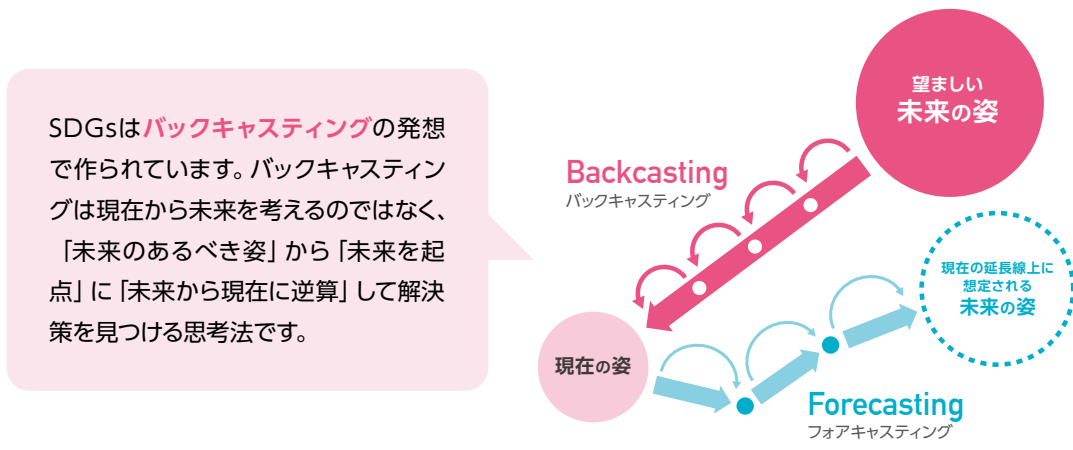 SDGsはバックキャスティングの発想
で作られています。バックキャスティン
グは現在から未来を考えるのではなく、
「未来のあるべき姿」から「未来を起
点」に「未来から現在に逆算」して解決
策を見つける思考法です。
望ましい
未来の姿
Backcasting
バックキャスティング
現在の延長線上に
想定される
未来の姿
現在の姿
Forecasting
フォアキャスティング